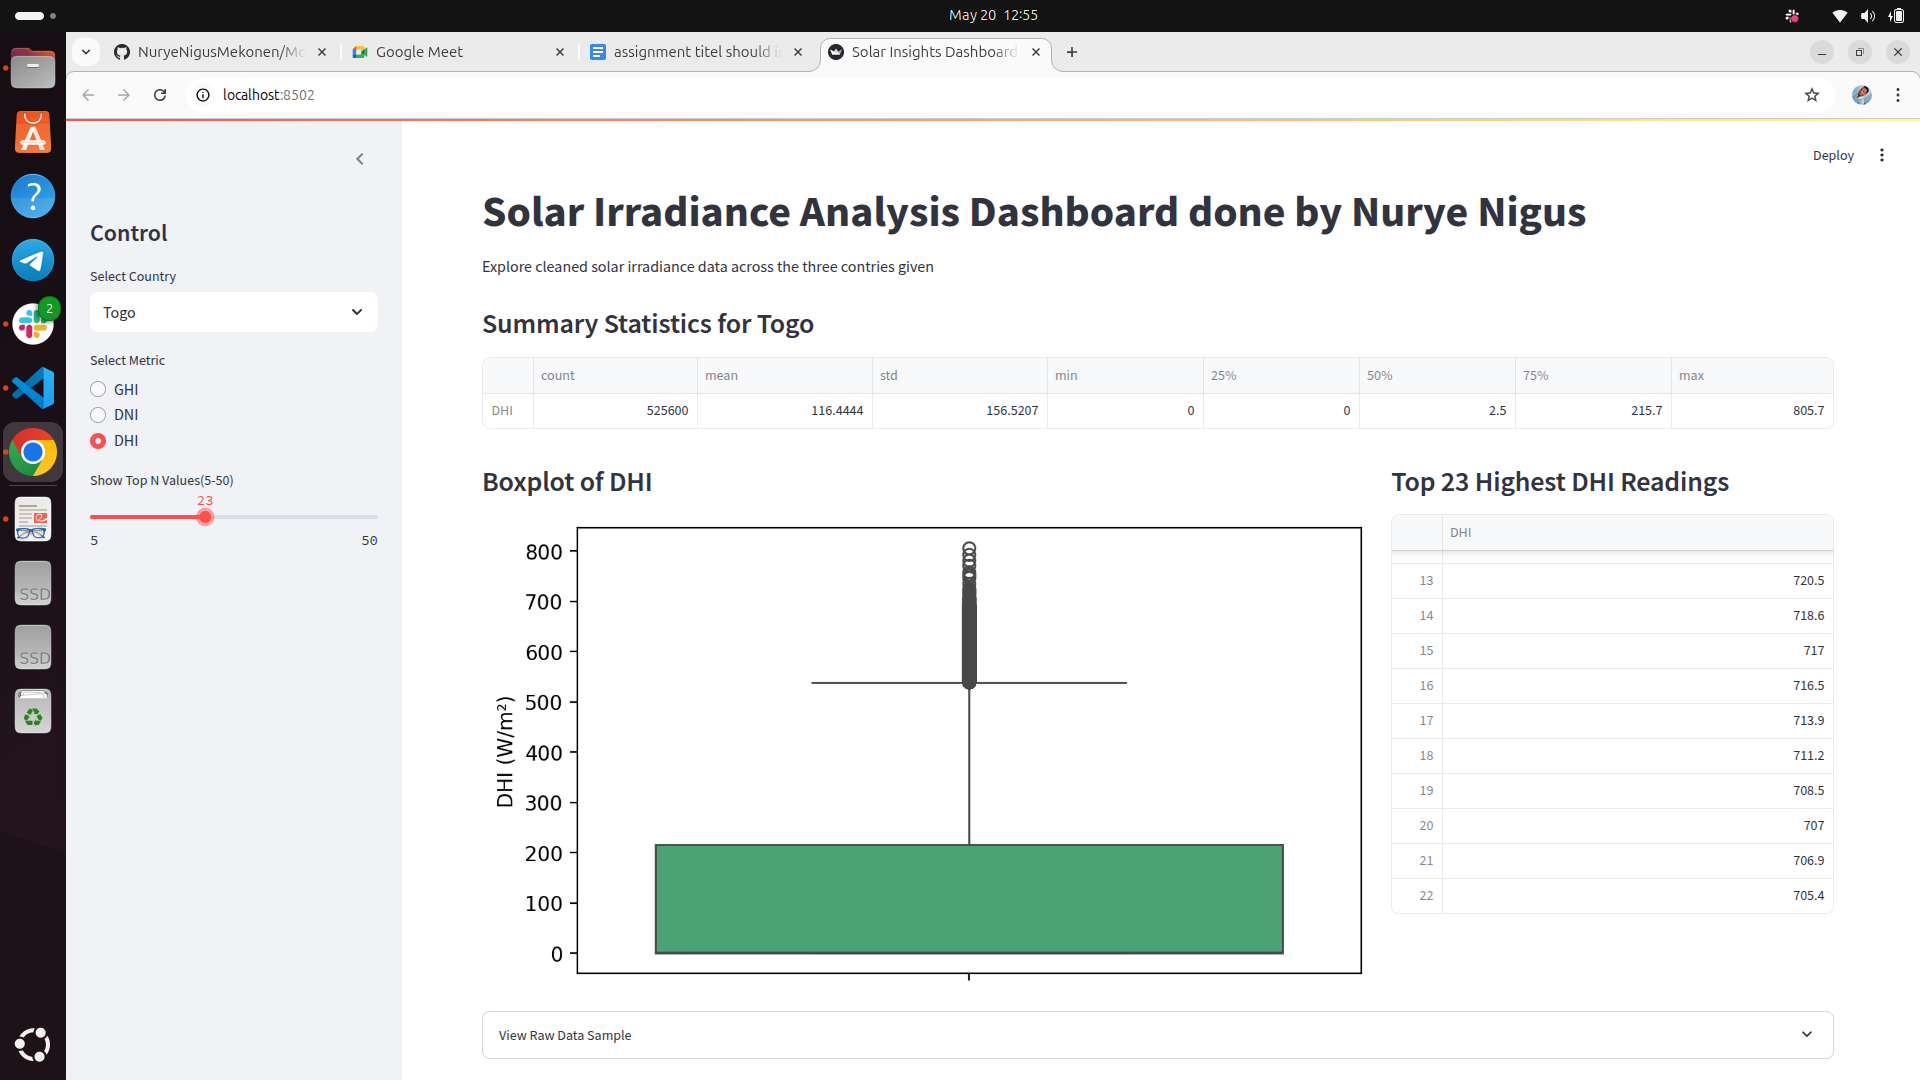 May 20 12:55
NuryeNigusMekonen/Mo
Google Meet
assignment titel should i
Solar Insights Dashboard
localhost:8502
Deploy
Control
Select Country
Togo
Select Metric
GHI
DNI
DHI
Show Top N Values(5-50)
23
5 50
2
SSD
SSD
Solar Irradiance Analysis Dashboard done by Nurye Nigus
Explore cleaned solar irradiance data across the three contries given
Summary Statistics for Togo
count mean std min 25% 50% 75% max
DHI 525600 116.4444 156.5207 0 0 2.5 215.7 805.7
Boxplot of DHI
800
700
600
500
400
300
200
100
0
DHI (W/m²)
Top 23 Highest DHI Readings
DHI
13 720.5
14 718.6
15 717
16 716.5
17 713.9
18 711.2
19 708.5
20 707
21 706.9
22 705.4
View Raw Data Sample